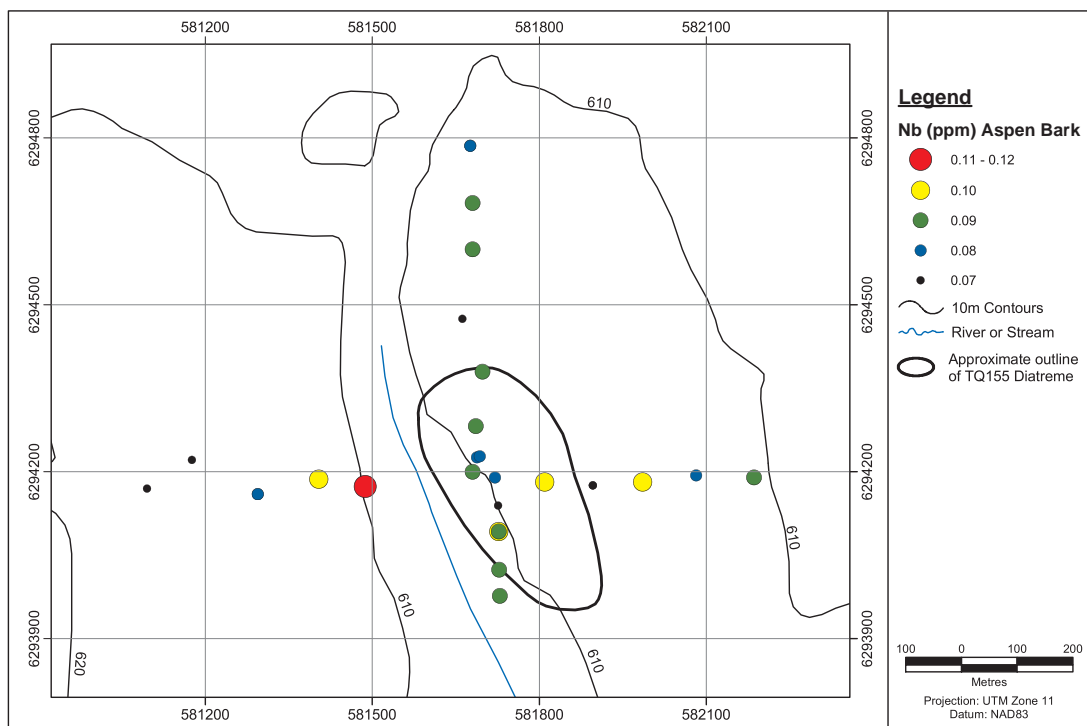 581200 581500 581800 582100
610
6294800 6294800
6294500 6294500
6294200 6294200
610
610
620
610
6293900 6293900
581200 581500 581800 582100
Legend
Nb (ppm) Aspen Bark
0.11 - 0.12
0.10
0.09
0.08
0.07
10m Contours
River or Stream
Approximate outline
of TQ155 Diatreme
100 0 100 200
Metres
Projection: UTM Zone 11
Datum: NAD83